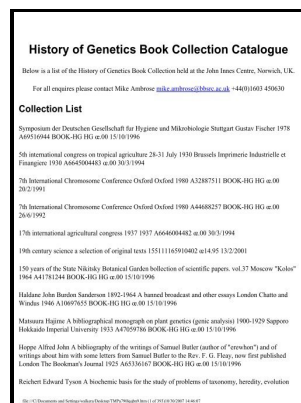 History of Genetics Book Collection Catalogue
Below is a list of the History of Genetics Book Collection held at the John Innes Centre, Norwich, UK.
For all enquires please contact Mike Ambrose mike.ambrose@bbsrc.ac.uk +44(0)1603 450630
Collection List
Symposium der Deutschen Gesellschaft fur Hygiene und Mikrobiologie Stuttgart Gustav Fischer 1978
A69516944 BOOK-HG HG œ.00 15/10/1996
5th international congress on tropical agriculture 28-31 July 1930 Brussels Imprimerie Industrielle et
Finangiere 1930 A6645004483 œ.00 30/3/1994
7th International Chromosome Conference Oxford Oxford 1980 A32887511 BOOK-HG HG œ.00
20/2/1991
7th International Chromosome Conference Oxford Oxford 1980 A44688257 BOOK-HG HG œ.00
26/6/1992
17th international agricultural congress 1937 1937 A6646004482 œ.00 30/3/1994
19th century science a selection of original texts 155111165910402 œ14.95 13/2/2001
150 years of the State Nikitsky Botanical Garden bollection of scientific papers. vol.37 Moscow "Kolos"
1964 A41781244 BOOK-HG HG œ.00 15/10/1996
Haldane John Burdon Sanderson 1892-1964 A banned broadcast and other essays London Chatto and
Windus 1946 A10697655 BOOK-HG HG œ.00 15/10/1996
Matsuura Hajime A bibliographical monograph on plant genetics (genic analysis) 1900-1929 Sapporo
Hokkaido Imperial University 1933 A47059786 BOOK-HG HG œ.00 15/10/1996
Hoppe Alfred John A bibliography of the writings of Samuel Butler (author of "erewhon") and of
writings about him with some letters from Samuel Butler to the Rev. F. G. Fleay, now first published
London The Bookman's Journal 1925 A65336167 BOOK-HG HG œ.00 15/10/1996
Reichert Edward Tyson A biochemic basis for the study of problems of taxonomy, heredity, evolution